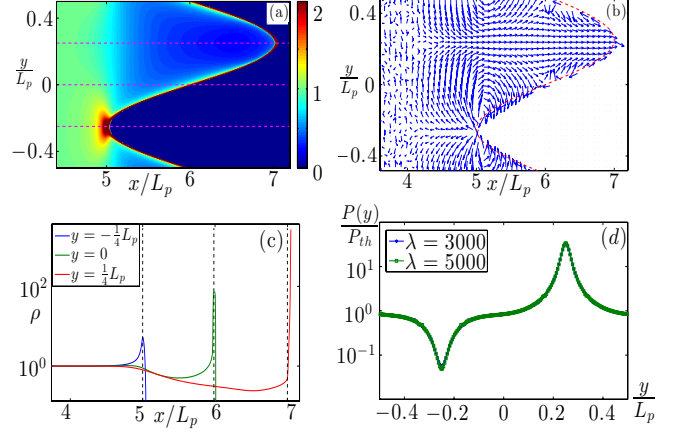 (a)
0.4
0
−0.4
y/L_p
5
6
7
x/L_p
2
1
0
(b)
0.4
0
−0.4
y/L_p
4
5
6
7
x/L_p
(c)
y = −1/4 L_p
y = 0
y = 1/4 L_p
10^2
10^0
ρ
4
5
6
7
x/L_p
(d)
P(y)/P_th
λ = 3000
λ = 5000
10^1
10^0
10^−1
−0.4
−0.2
0
0.2
0.4
y/L_p